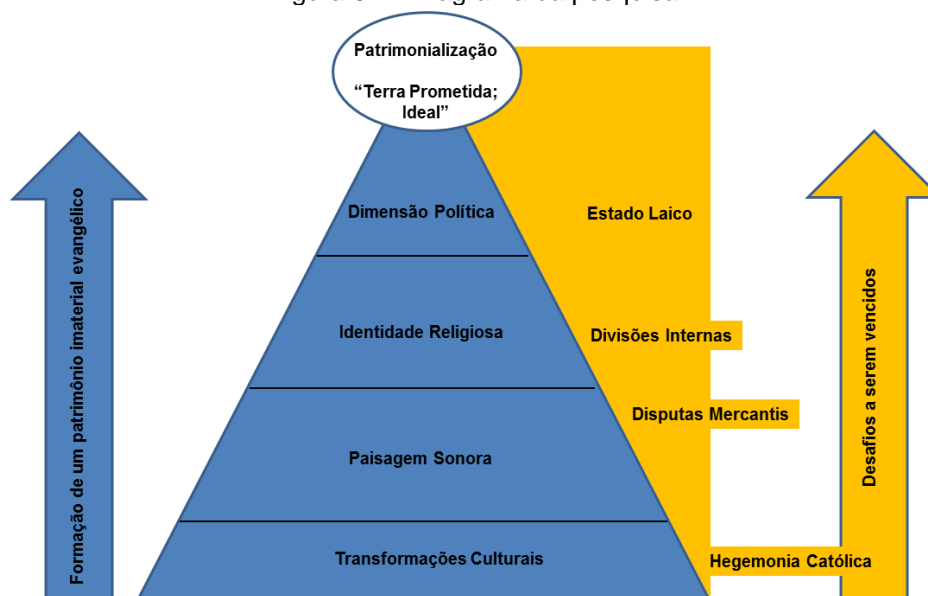 Patrimonialização
“Terra Prometida;
Ideal”
Formação de um patrimônio imaterial evangélico
Dimensão Política
Estado Laico
Identidade Religiosa
Divisões Internas
Disputas Mercantis
Paisagem Sonora
Transformações Culturais
Hegemonia Católica
Desafios a serem vencidos